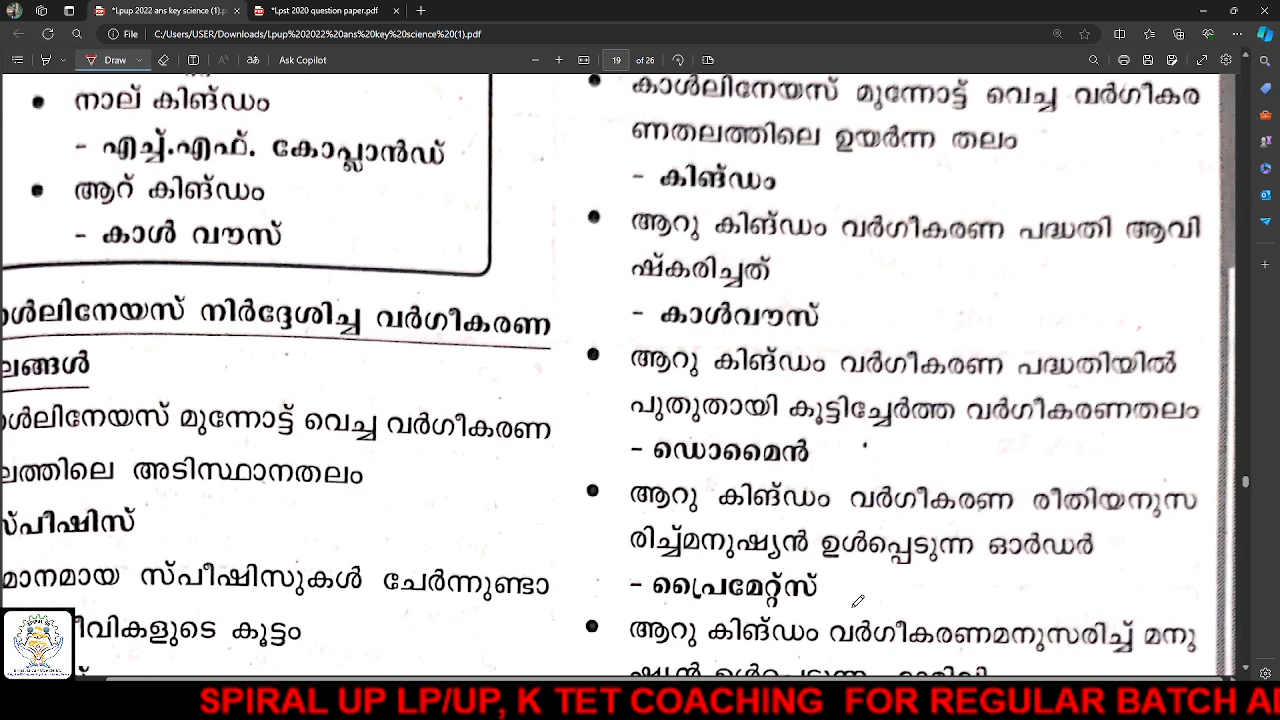 *Lpup 2022 ans key science (1).p
*Lpst 2020 question paper.pdf
File C:/Users/USER/Downloads/Lpup%202022%20ans%20key%20science%20(1).pdf
Draw
Ask Copilot
19 of 26
നാല് കിങ്ഡം
- എച്ച്.എഫ്. കോപ്ലാൻഡ്
ആറ് കിങ്ഡം
- കാൾ വൗസ്
ൾലിനേയസ് നിർദ്ദേശിച്ച വർഗീകരണ
ലങ്ങൾ
ൾലിനേയസ് മുന്നോട്ട് വെച്ച വർഗീകരണ
ലത്തിലെ അടിസ്ഥാനതലം
സ്പീഷിസ്
മാനമായ സ്പീഷിസുകൾ ചേർന്നുണ്ടാ
ജീവികളുടെ കൂട്ടം
കാൾലിനേയസ് മുന്നോട്ട് വെച്ച വർഗീകര
ണതലത്തിലെ ഉയർന്ന തലം
- കിങ്ഡം
ആറു കിങ്ഡം വർഗീകരണ പദ്ധതി ആവി
ഷ്കരിച്ചത്
- കാൾവൗസ്
ആറു കിങ്ഡം വർഗീകരണ പദ്ധതിയിൽ
പുതുതായി കൂട്ടിച്ചേർത്ത വർഗീകരണതലം
- ഡൊമൈൻ
ആറു കിങ്ഡം വർഗീകരണ രീതിയനുസ
രിച്ച്മനുഷ്യൻ ഉൾപ്പെടുന്ന ഓർഡർ
- പ്രൈമേറ്റ്സ്
ആറു കിങ്ഡം വർഗീകരണമനുസരിച്ച് മനു
SPIRAL UP LP/UP, K TET COACHING FOR REGULAR BATCH